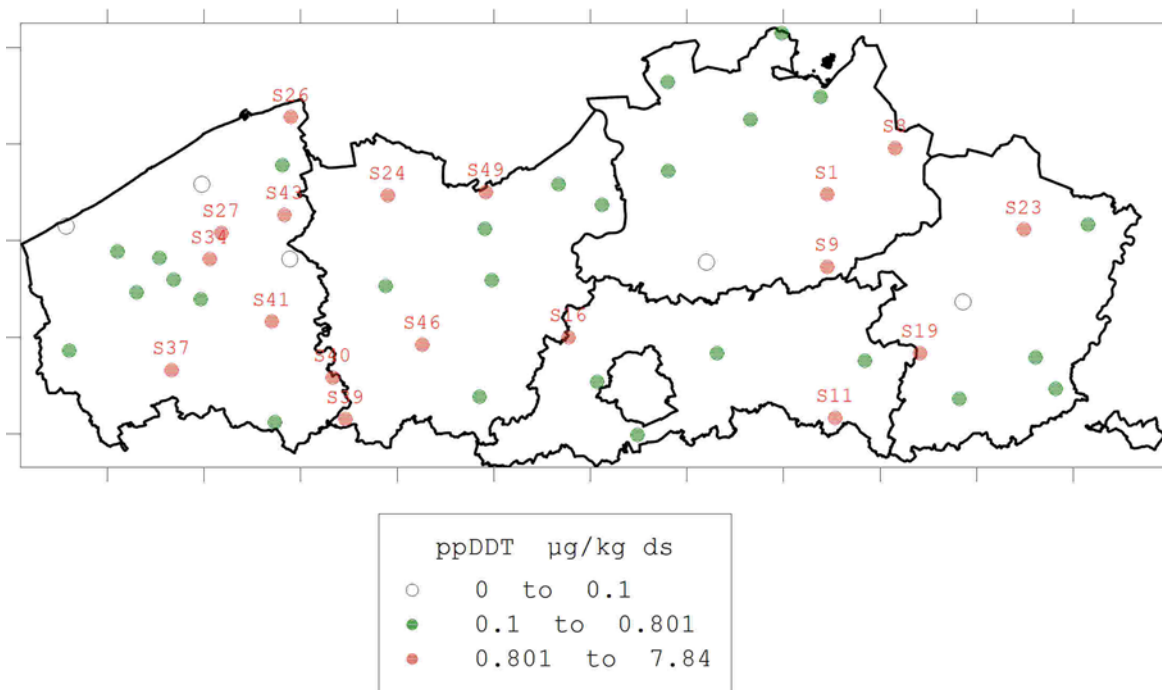 S26
S8
S24
S49
S1
S43
S27
S23
S34
S9
S41
S16
S46
S19
S40
S37
S39
S11
ppDDT µg/kg ds
0 to 0.1
0.1 to 0.801
0.801 to 7.84